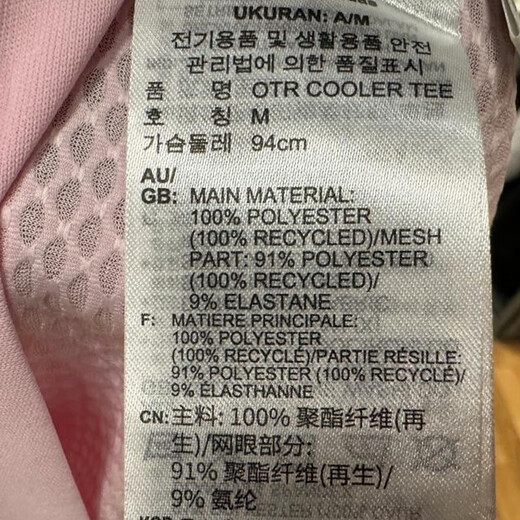 UKURAN: A/M
전기용품 및 생활용품 안전
관리법에 의한 품질표시
품 명 OTR COOLER TEE
호 칭 M
가슴둘레 94cm
AU/
GB: MAIN MATERIAL:
100% POLYESTER
(100% RECYCLED)/MESH
PART: 91% POLYESTER
(100% RECYCLED)/
9% ELASTANE
F: MATIERE PRINCIPALE:
100% POLYESTER
(100% RECYCLÉ)/PARTIE RÉSILLE:
91% POLYESTER (100% RECYCLÉ)/
9% ÉLASTHANNE
CN: 主料: 100% 聚酯纤维(再
生)/网眼部分:
91% 聚酯纤维(再生)/
9% 氨纶